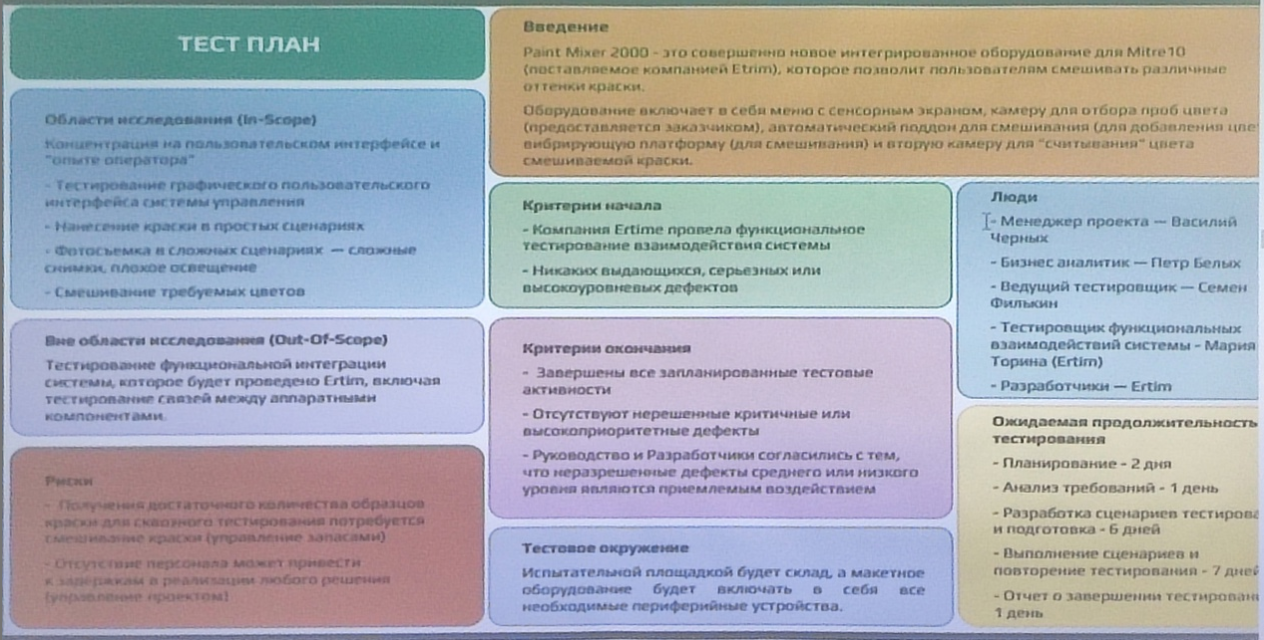 ТЕСТ ПЛАН
Области исследования (In-Scope)
Концентрация на пользовательском интерфейсе и
"опыте оператора"
- Тестирование графического пользовательского
интерфейса системы управления
- Нанесение краски в простых сценариях
- Фотосъемка в сложных сценариях — сложные
снимки, плохое освещение
- Смешивание требуемых цветов
Вне области исследования (Out-Of-Scope)
Тестирование функциональной интеграции
системы, которое будет проведено Ertim, включая
тестирование связей между аппаратными
компонентами.
Риски
- Получения достаточного количества образцов
краски для сквозного тестирования потребуется
смешивание краски (управление запасами)
- Отсутствие персонала может привести
к задержкам в реализации любого решения
(управление проектом)
Введение
Paint Mixer 2000 - это совершенно новое интегрированное оборудование для Mitre10
(поставляемое компанией Etrim), которое позволит пользователям смешивать различные
оттенки краски.
Оборудование включает в себя меню с сенсорным экраном, камеру для отбора проб цвета
(предоставляется заказчиком), автоматический поддон для смешивания (для добавления цве
вибрирующую платформу (для смешивания) и вторую камеру для "считывания" цвета
смешиваемой краски.
Критерии начала
- Компания Ertime провела функциональное
тестирование взаимодействия системы
- Никаких выдающихся, серьезных или
высокоуровневых дефектов
Критерии окончания
- Завершены все запланированные тестовые
активности
- Отсутствуют нерешенные критичные или
высокоприоритетные дефекты
- Руководство и Разработчики согласились с тем,
что неразрешенные дефекты среднего или низкого
уровня являются приемлемым воздействием
Тестовое окружение
Испытательной площадкой будет склад, а макетное
оборудование будет включать в себя все
необходимые периферийные устройства.
Люди
- Менеджер проекта — Василий
Черных
- Бизнес аналитик — Петр Белых
- Ведущий тестировщик — Семен
Филькин
- Тестировщик функциональных
взаимодействий системы - Мария
Торина (Ertim)
- Разработчики — Ertim
Ожидаемая продолжительность
тестирования
- Планирование - 2 дня
- Анализ требований - 1 день
- Разработка сценариев тестирова
и подготовка - 6 дней
- Выполнение сценариев и
повторение тестирования - 7 дней
- Отчет о завершении тестирован
1 день